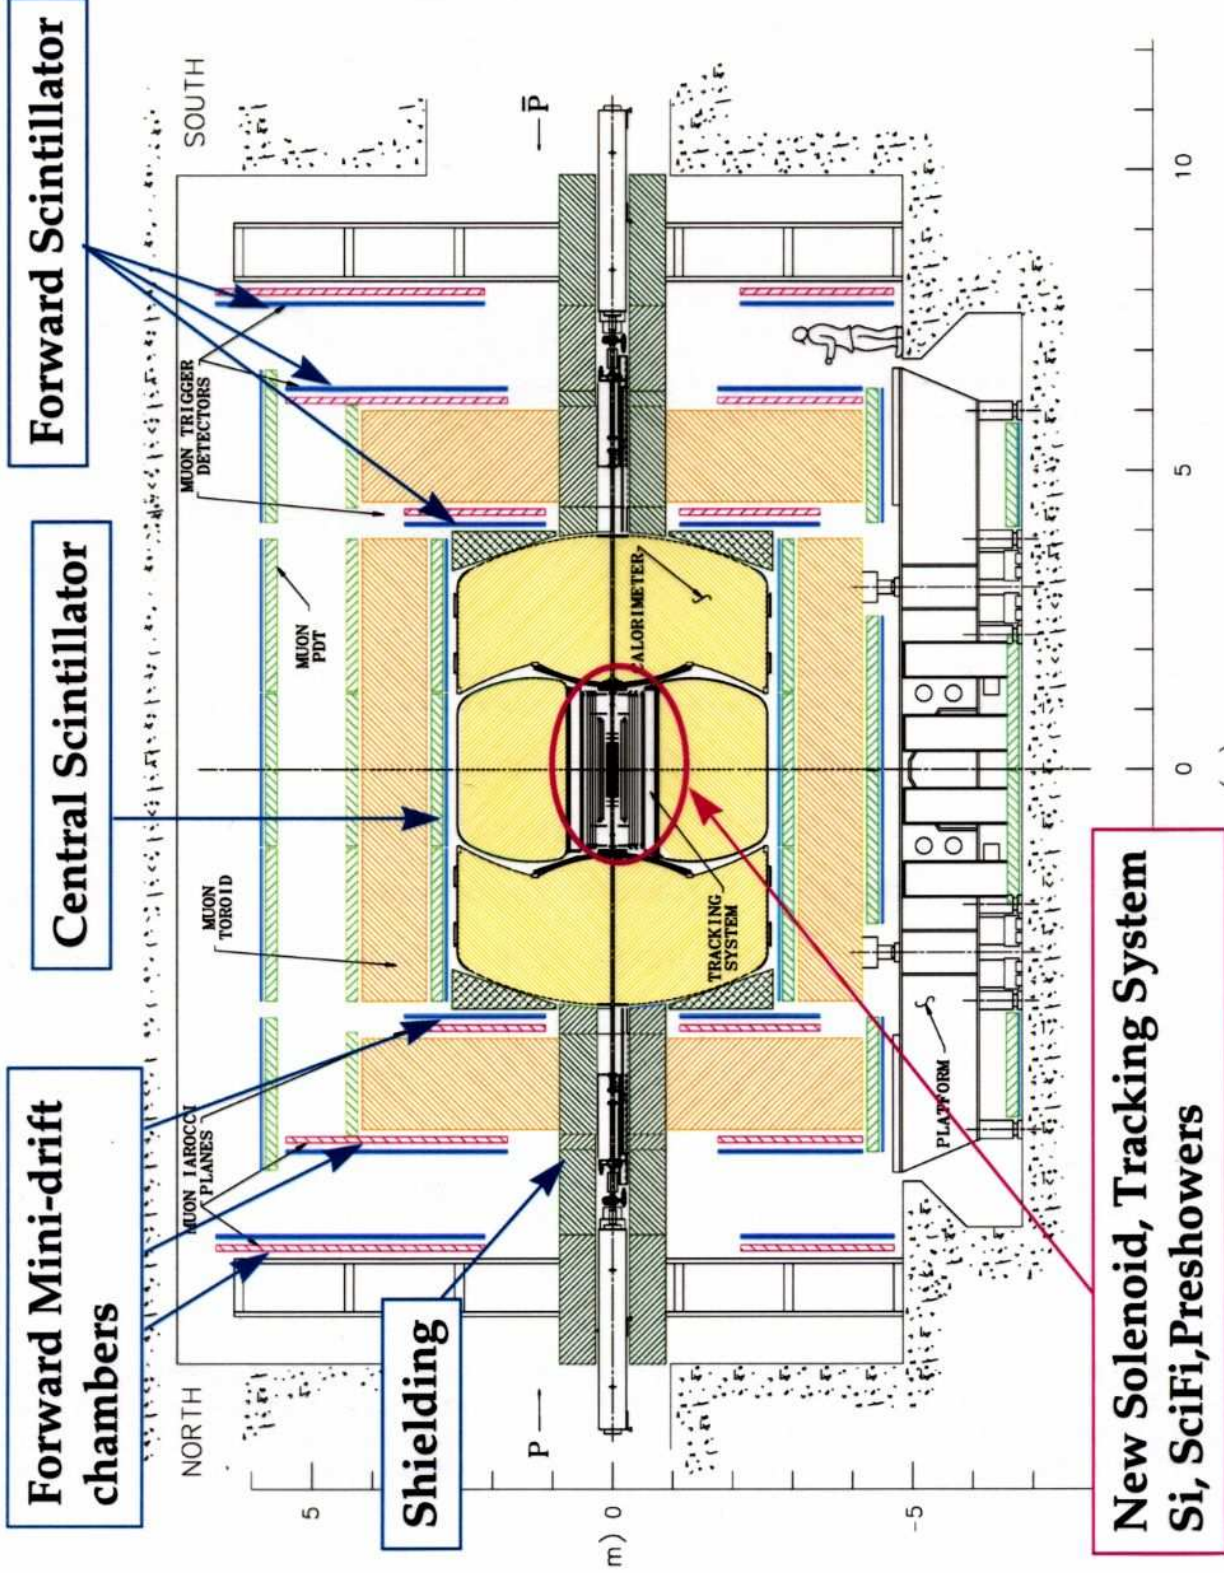 Forward Mini-drift
chambers
Central Scintillator
Forward Scintillator
Shielding
New Solenoid, Tracking System
Si, SciFi,Preshowers
NORTH
SOUTH
MUON
TOROID
MUON
PDT
MUON TRIGGER
DETECTORS
MUON IAROCCI
PLANES
P
P̅
TRACKING
SYSTEM
CALORIMETER
PLATFORM
5
m) 0
-5
0
5
10